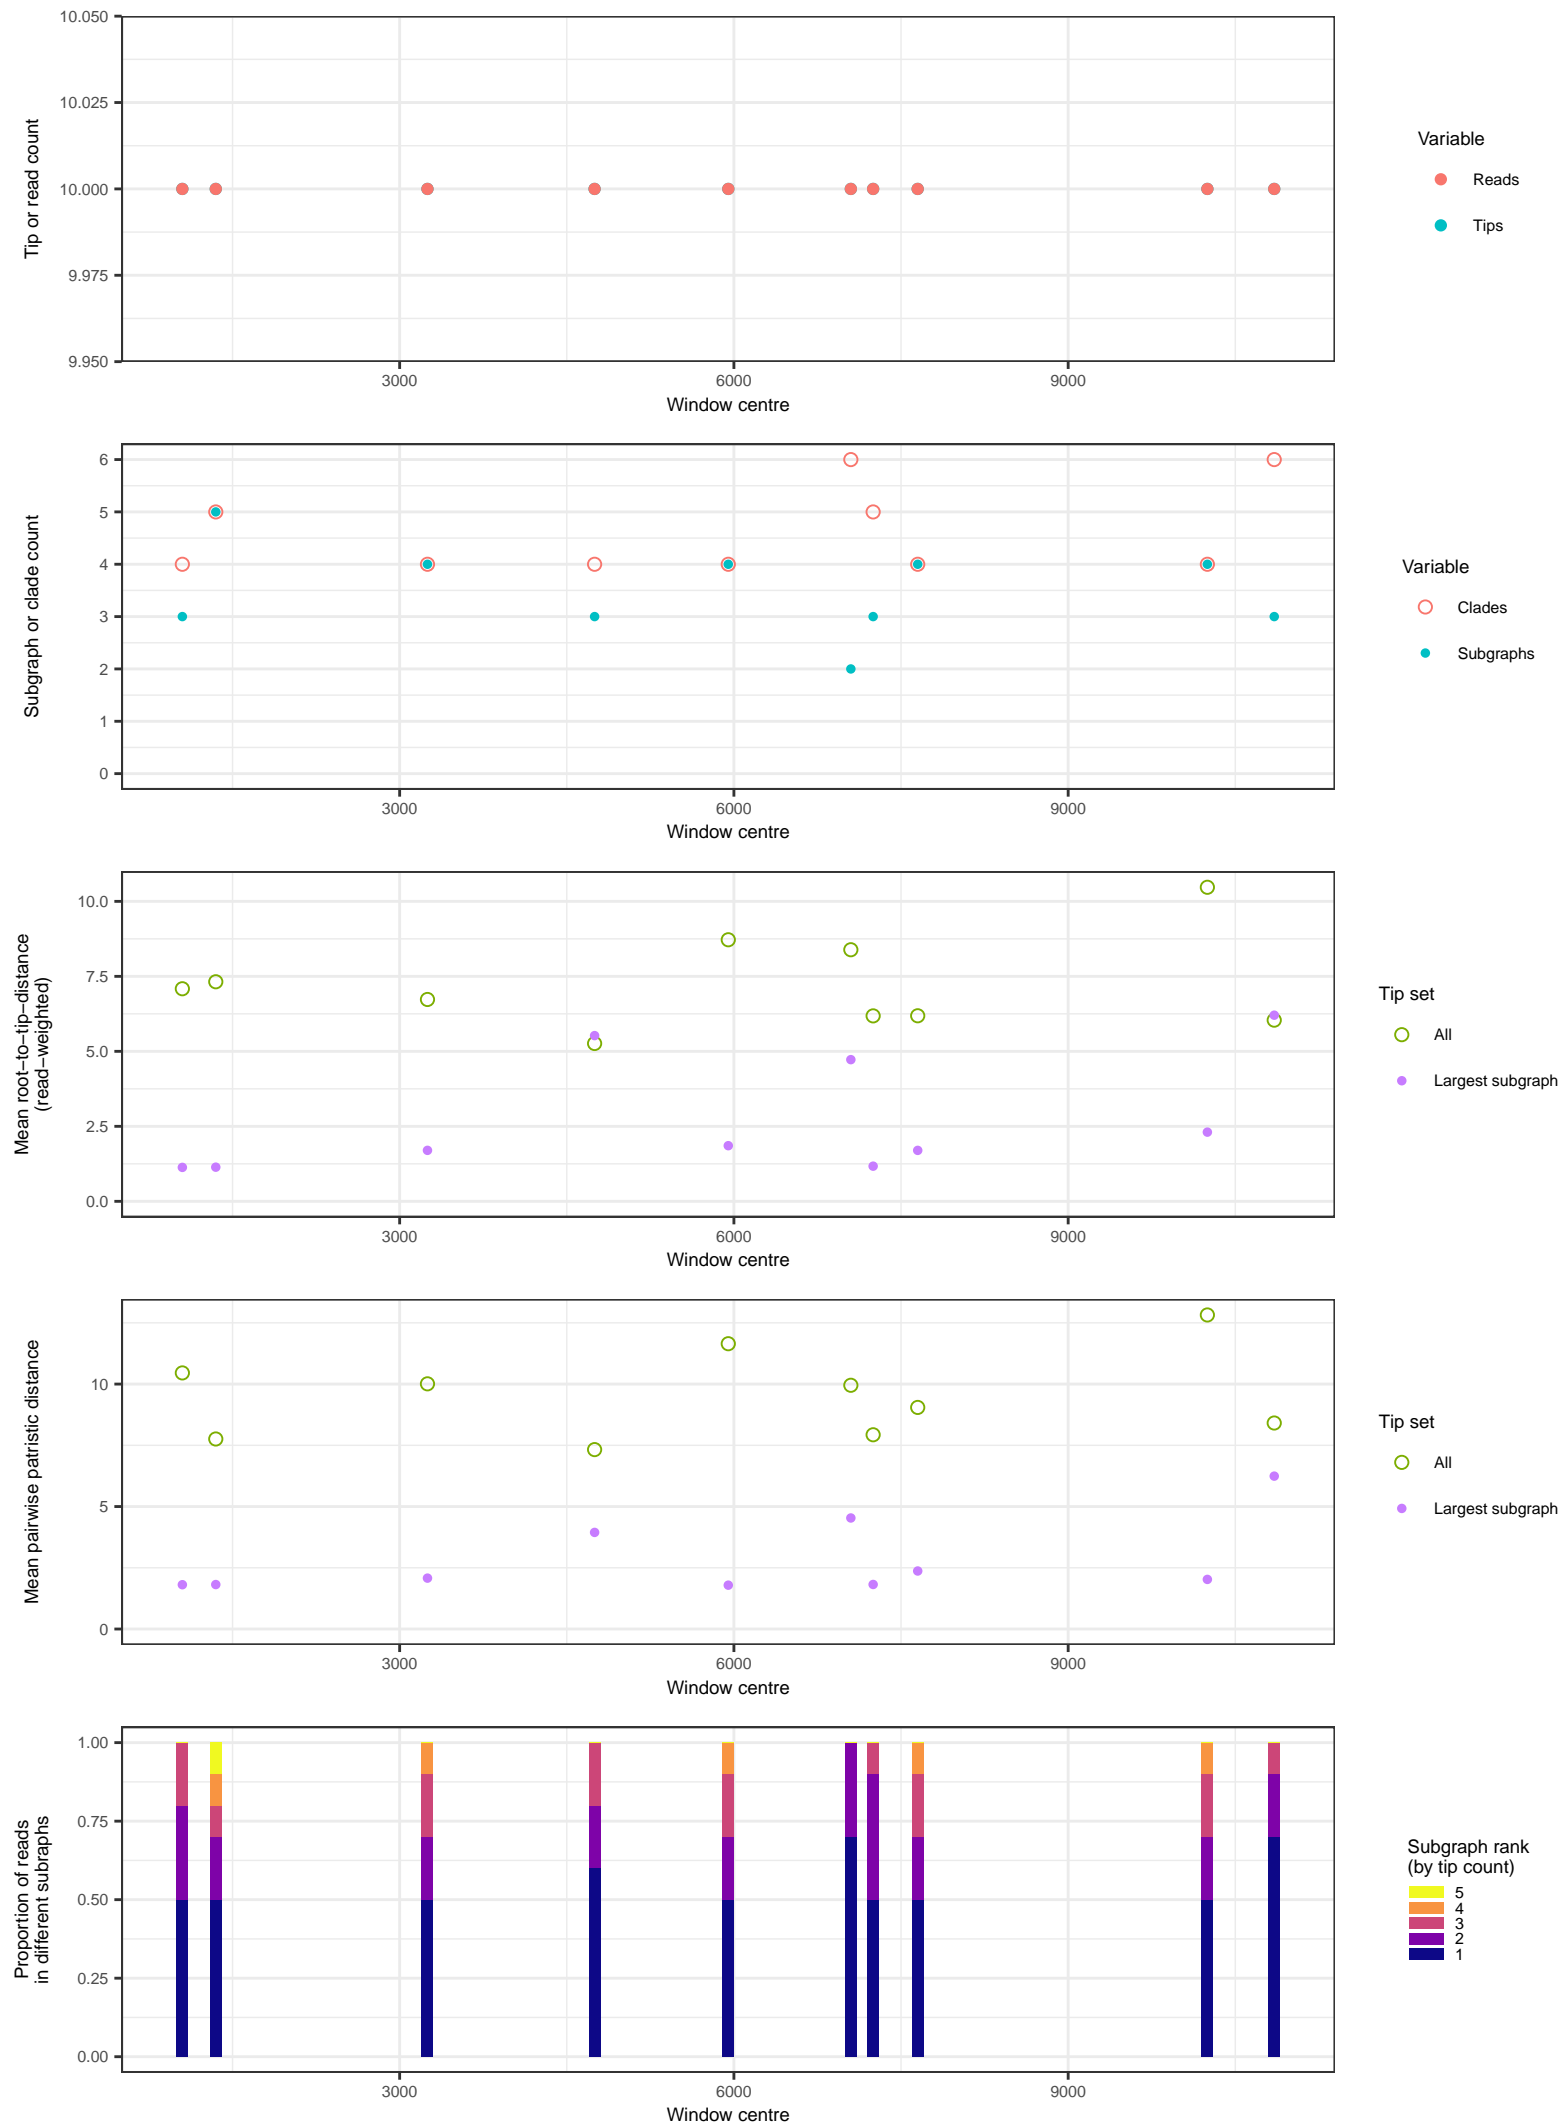 10.050
10.025
10.000
9.975
9.950
Tip or read count
3000 6000 9000
Window centre
Variable
Reads
Tips
6
5
4
3
2
1
0
Subgraph or clade count
3000 6000 9000
Window centre
Variable
Clades
Subgraphs
10.0
7.5
5.0
2.5
0.0
Mean root−to−tip−distance
(read−weighted)
3000 6000 9000
Window centre
Tip set
All
Largest subgraph
10
5
0
Mean pairwise patristic distance
3000 6000 9000
Window centre
Tip set
All
Largest subgraph
1.00
0.75
0.50
0.25
0.00
Proportion of reads
in different subraphs
3000 6000 9000
Window centre
Subgraph rank
(by tip count)
5
4
3
2
1